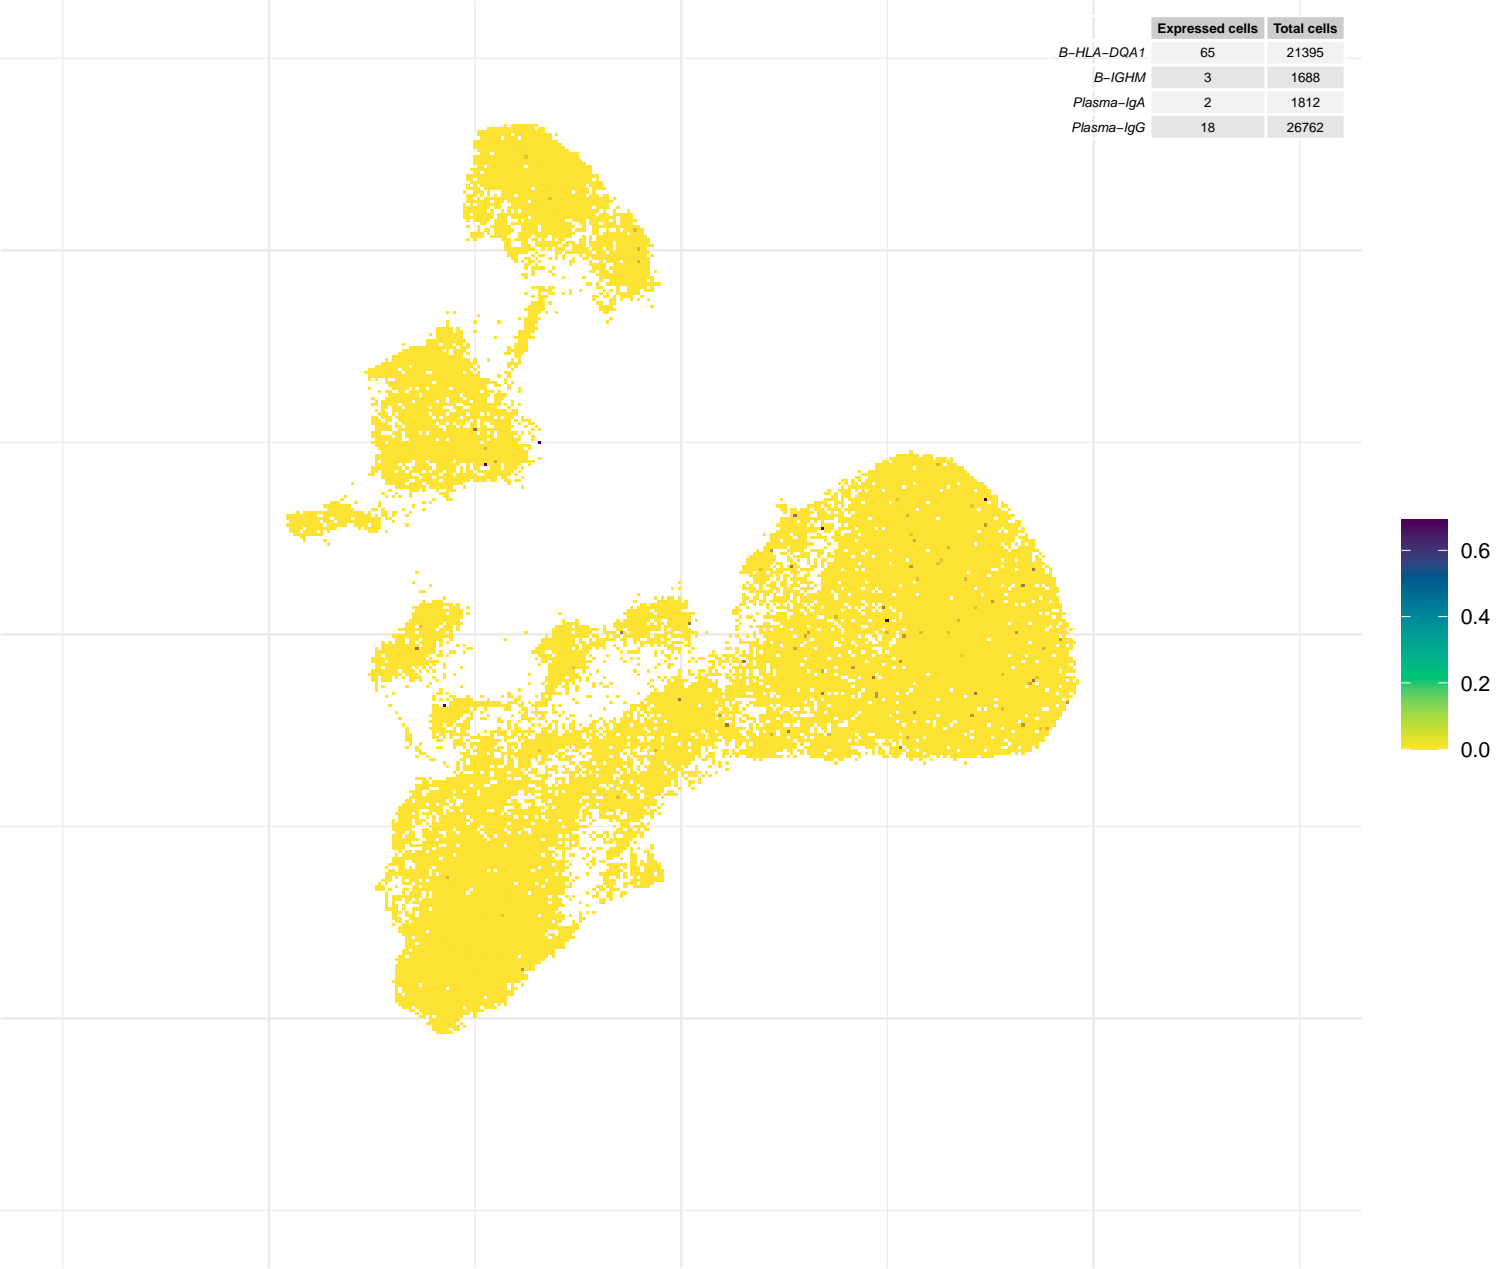 Expressed cells Total cells
B−HLA−DQA1 65 21395
B−IGHM 3 1688
Plasma−IgA 2 1812
Plasma−IgG 18 26762
0.6
0.4
0.2
0.0